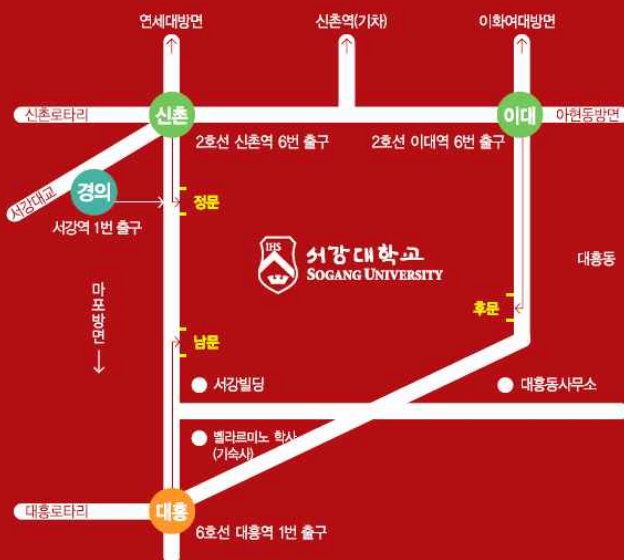 연세대방면
신촌역(기차)
이화여대방면
신촌로타리
신촌
이대
아현동방면
2호선 신촌역 6번 출구
2호선 이대역 6번 출구
경의
서강대교
정문
서강역 1번 출구
IHS
서강대학교
SOGANG UNIVERSITY
대흥동
마포방면
후문
남문
서강빌딩
대흥동사무소
벨라르미노 학사
(기숙사)
대흥로타리
대흥
6호선 대흥역 1번 출구